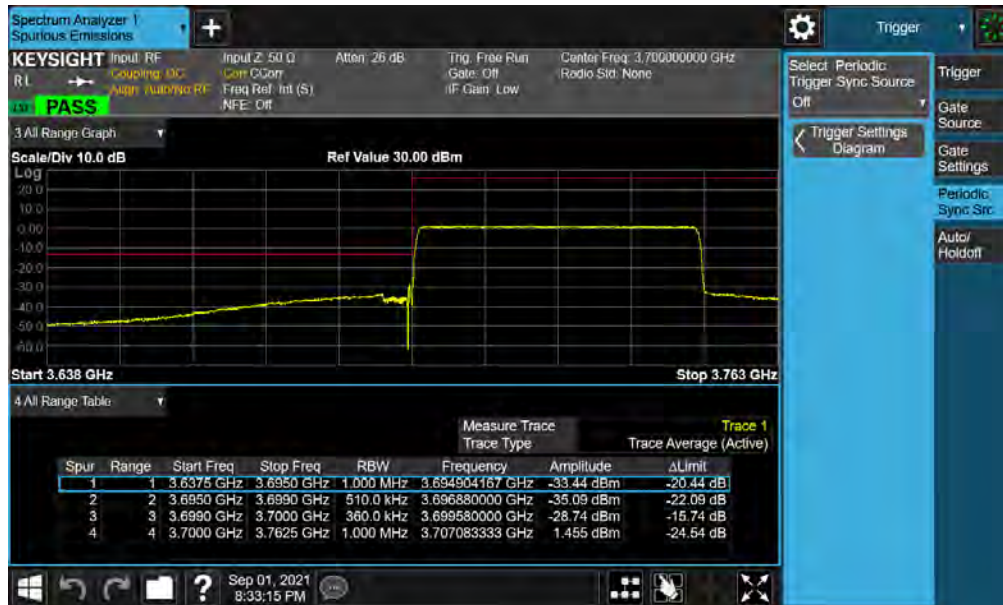 Spectrum Analyzer 1
Spurious Emissions
+
Trigger
KEYSIGHT
R L
PASS
Input: RF
Coupling: DC
Align: Auto/No RF
Input Z: 50 Ω
Corr CCorr
Freq Ref: Int (S)
NFE: Off
Atten: 26 dB
Trig: Free Run
Gate: Off
IF Gain: Low
Center Freq: 3.700000000 GHz
Radio Std: None
Select Periodic
Trigger Sync Source
Off
Trigger Settings
Diagram
Trigger
Gate
Source
Gate
Settings
Periodic
Sync Src
Auto/
Holdoff
3 All Range Graph
Scale/Div 10.0 dB
Ref Value 30.00 dBm
Log
20.0
10.0
0.00
-10.0
-20.0
-30.0
-40.0
-50.0
-60.0
Start 3.638 GHz
Stop 3.763 GHz
4 All Range Table
Measure Trace Trace 1
Trace Type Trace Average (Active)
Spur Range Start Freq Stop Freq RBW Frequency Amplitude ΔLimit
1 1 3.6375 GHz 3.6950 GHz 1.000 MHz 3.694904167 GHz -33.44 dBm -20.44 dB
2 2 3.6950 GHz 3.6990 GHz 510.0 kHz 3.696880000 GHz -35.09 dBm -22.09 dB
3 3 3.6990 GHz 3.7000 GHz 360.0 kHz 3.699580000 GHz -28.74 dBm -15.74 dB
4 4 3.7000 GHz 3.7625 GHz 1.000 MHz 3.707083333 GHz 1.455 dBm -24.54 dB
?
Sep 01, 2021
8:33:15 PM